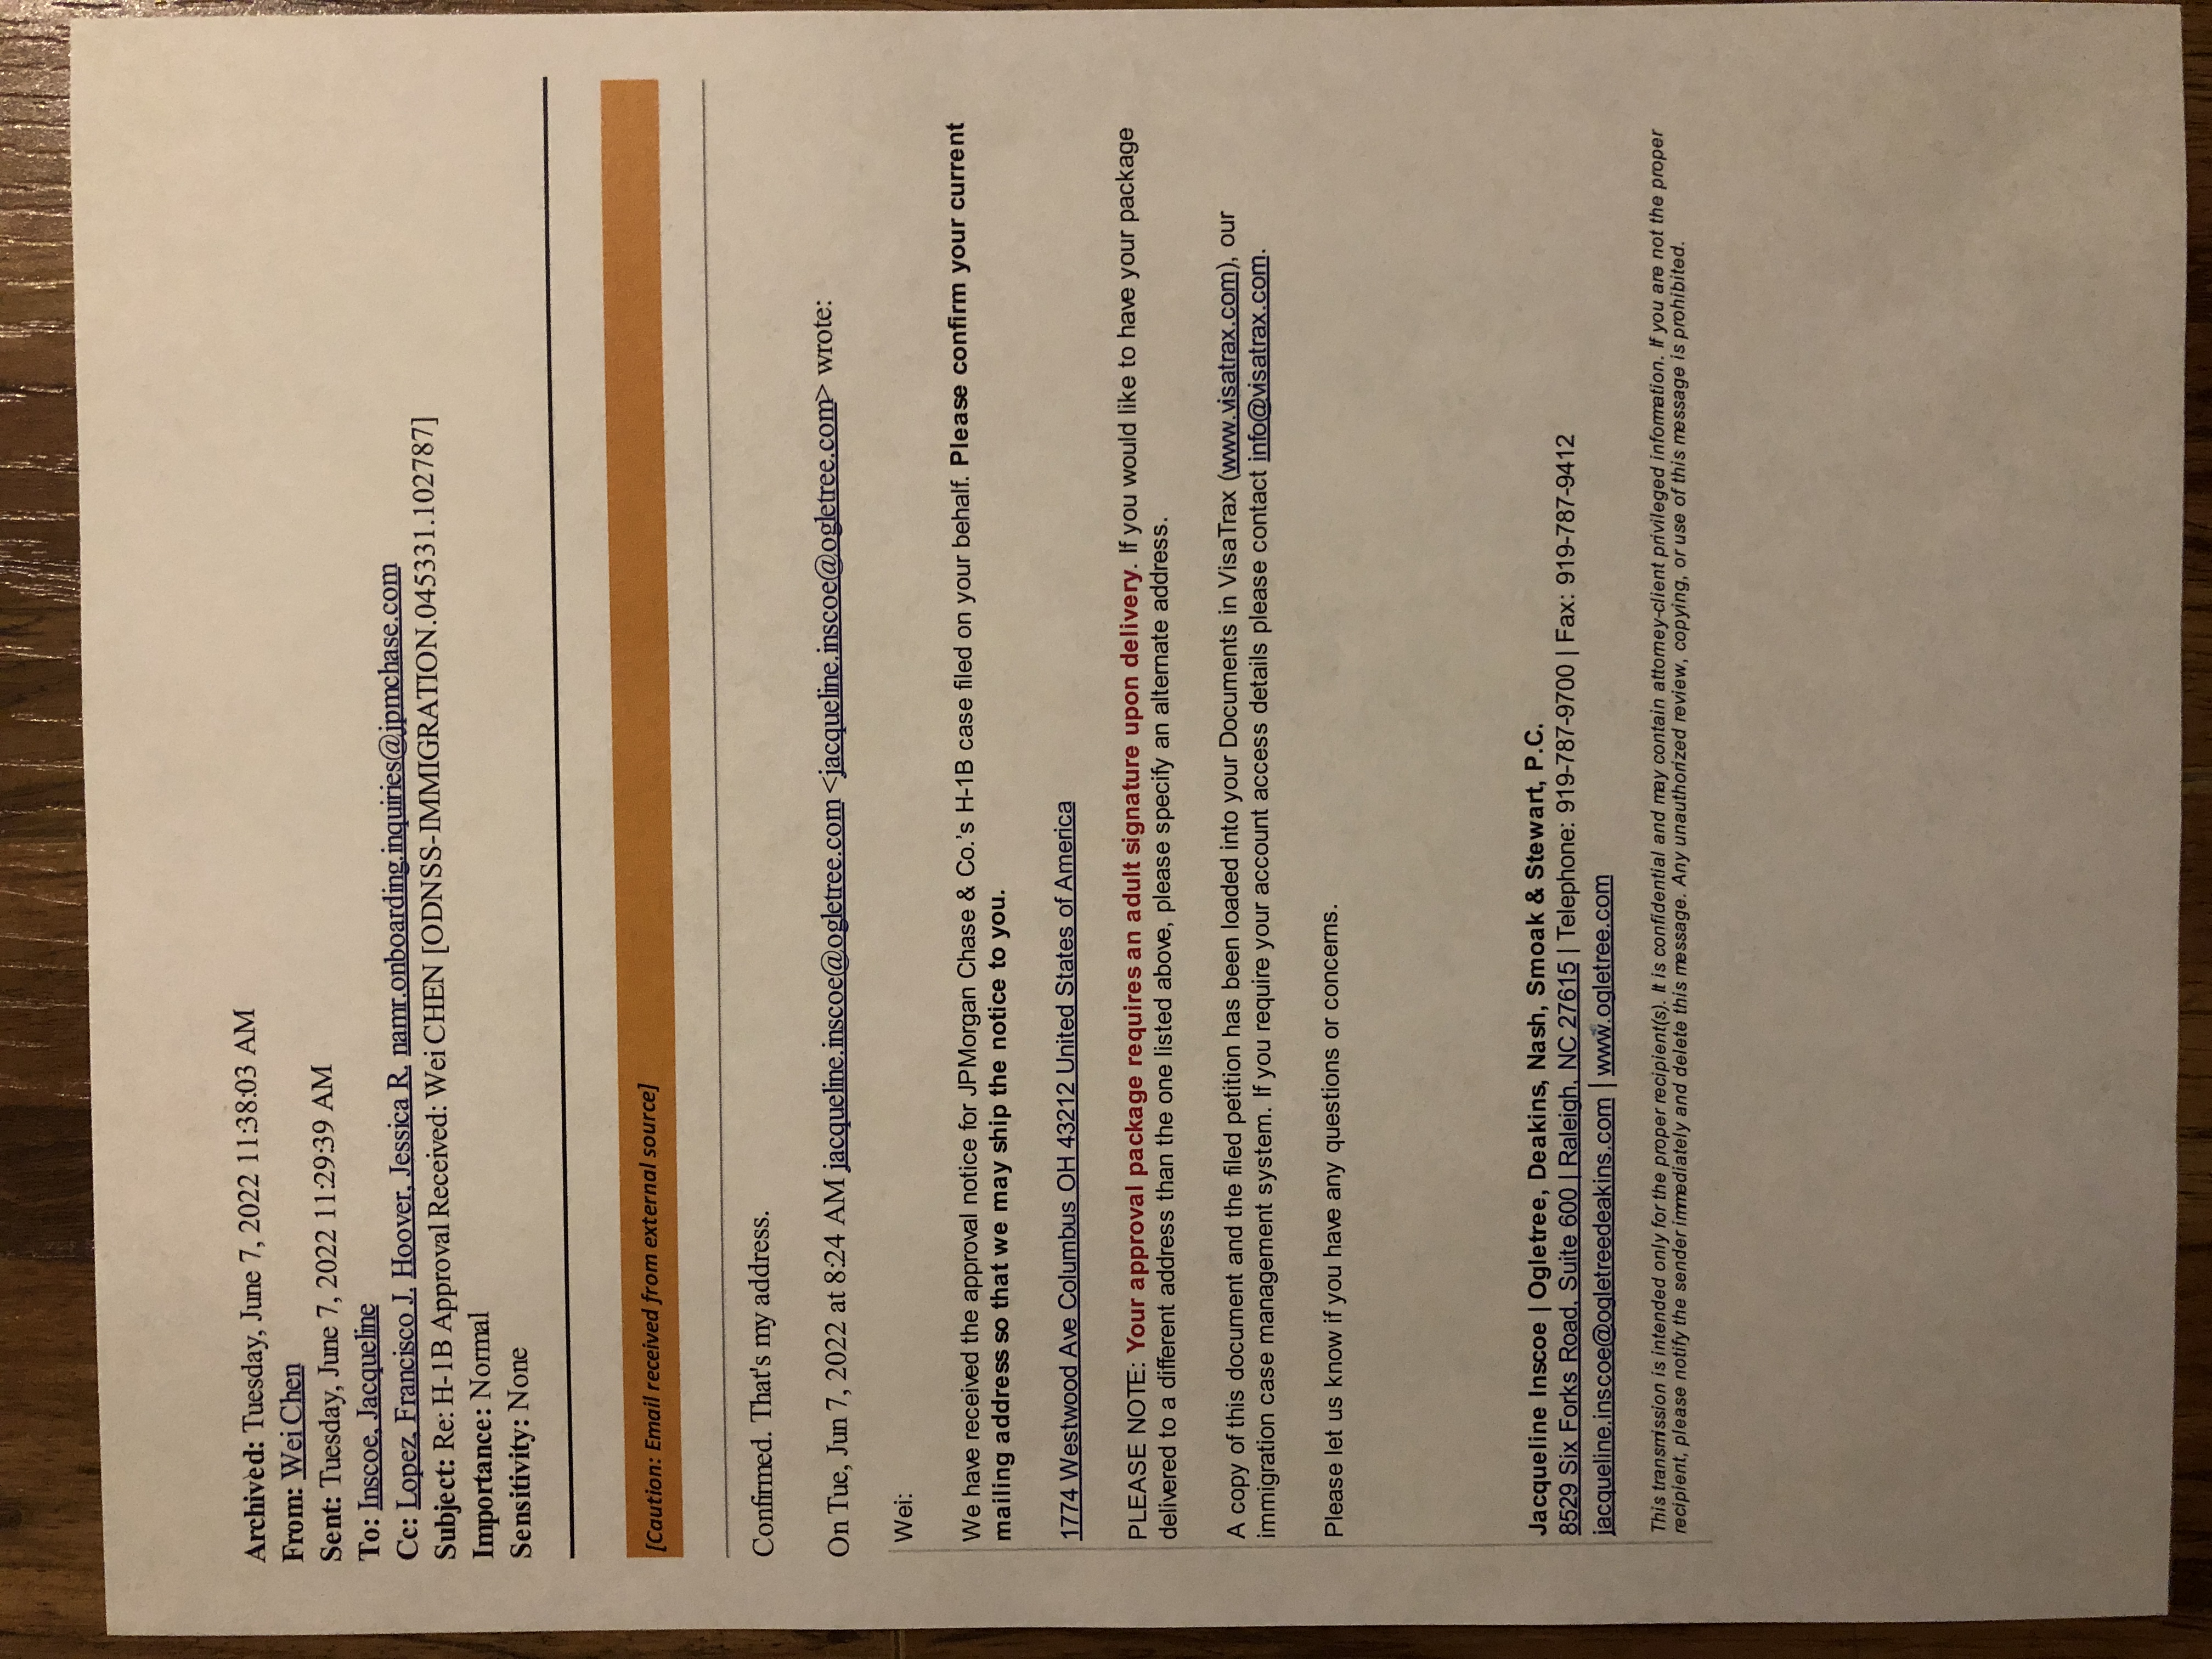 Archived: Tuesday, June 7, 2022 11:38:03 AM
From: Wei Chen
Sent: Tuesday, June 7, 2022 11:29:39 AM
To: Inscoe, Jacqueline
Cc: Lopez, Francisco J. Hoover, Jessica R. namr.onboarding.inquiries@jpmchase.com
Subject: Re: H-1B Approval Received: Wei CHEN [ODNSS-IMMIGRATION.045331.102787]
Importance: Normal
Sensitivity: None
[Caution: Email received from external source]
Confirmed. That's my address.
On Tue, Jun 7, 2022 at 8:24 AM jacqueline.inscoe@ogletree.com <jacqueline.inscoe@ogletree.com> wrote:
Wei:
We have received the approval notice for JPMorgan Chase & Co.'s H-1B case filed on your behalf. Please confirm your current
mailing address so that we may ship the notice to you.
1774 Westwood Ave Columbus OH 43212 United States of America
PLEASE NOTE: Your approval package requires an adult signature upon delivery. If you would like to have your package
delivered to a different address than the one listed above, please specify an alternate address.
A copy of this document and the filed petition has been loaded into your Documents in VisaTrax (www.visatrax.com), our
immigration case management system. If you require your account access details please contact info@visatrax.com.
Please let us know if you have any questions or concerns.
Jacqueline Inscoe | Ogletree, Deakins, Nash, Smoak & Stewart, P.C.
8529 Six Forks Road, Suite 600 | Raleigh, NC 27615 | Telephone: 919-787-9700 | Fax: 919-787-9412
jacqueline.inscoe@ogletreedeakins.com | www.ogletree.com
This transmission is intended only for the proper recipient(s). It is confidential and may contain attorney-client privileged information. If you are not the proper
recipient, please notify the sender immediately and delete this message. Any unauthorized review, copying, or use of this message is prohibited.